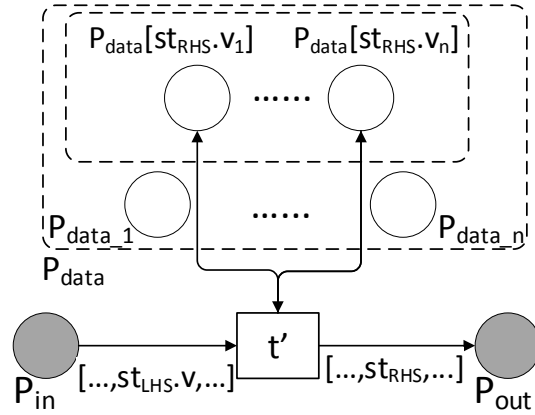 P_data[st_RHS.v_1] P_data[st_RHS.v_n]
......
......
P_data_1 P_data_n
P_data
t'
[...,st_LHS.v,...] [...,st_RHS,...]
P_in P_out